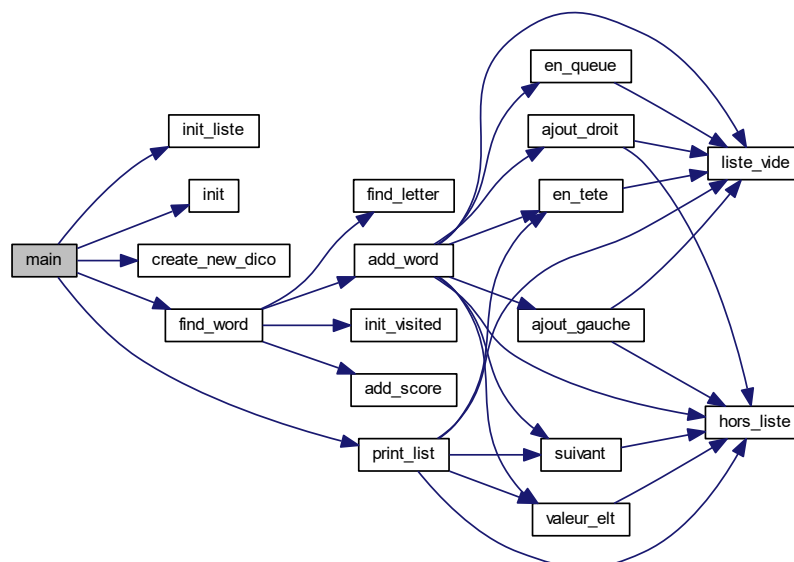 main
init_liste
init
create_new_dico
find_word
find_letter
add_word
init_visited
add_score
print_list
en_queue
ajout_droit
en_tete
ajout_gauche
suivant
valeur_elt
liste_vide
hors_liste